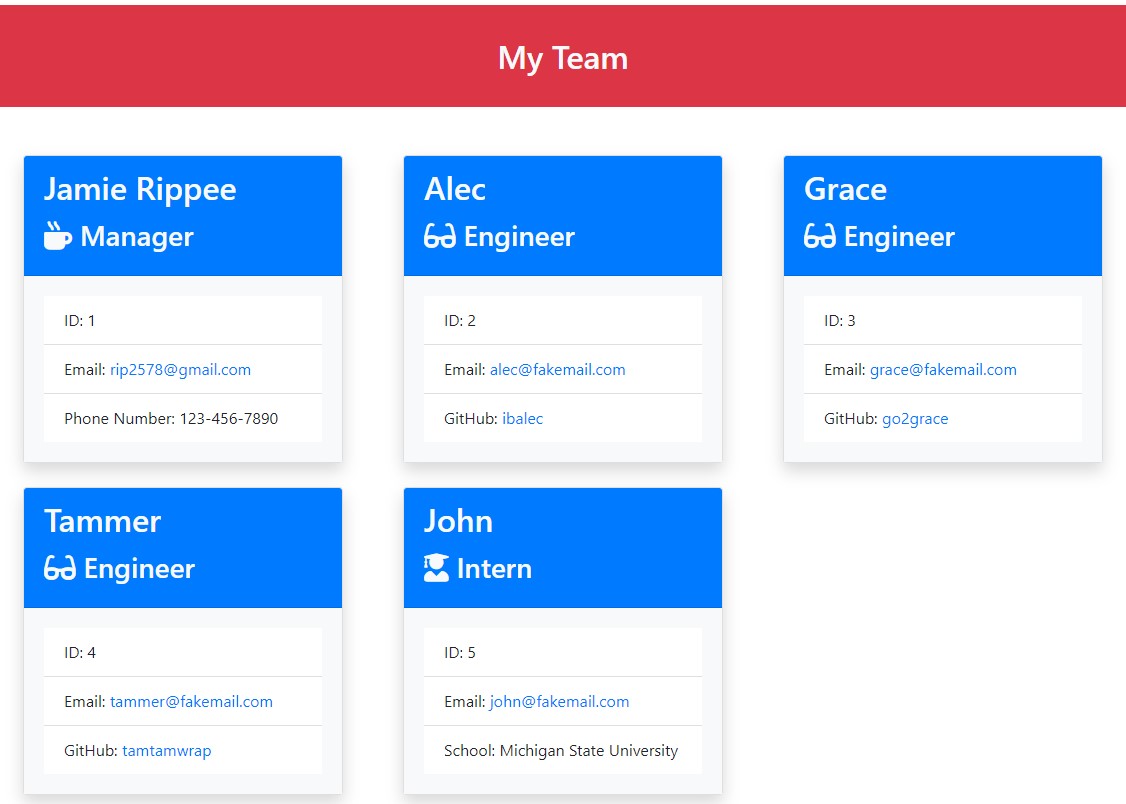 My Team
Jamie Rippee
Manager
ID: 1
Email: rip2578@gmail.com
Phone Number: 123-456-7890
Alec
Engineer
ID: 2
Email: alec@fakemail.com
GitHub: ibalec
Grace
Engineer
ID: 3
Email: grace@fakemail.com
GitHub: go2grace
Tammer
Engineer
ID: 4
Email: tammer@fakemail.com
GitHub: tamtamwrap
John
Intern
ID: 5
Email: john@fakemail.com
School: Michigan State University